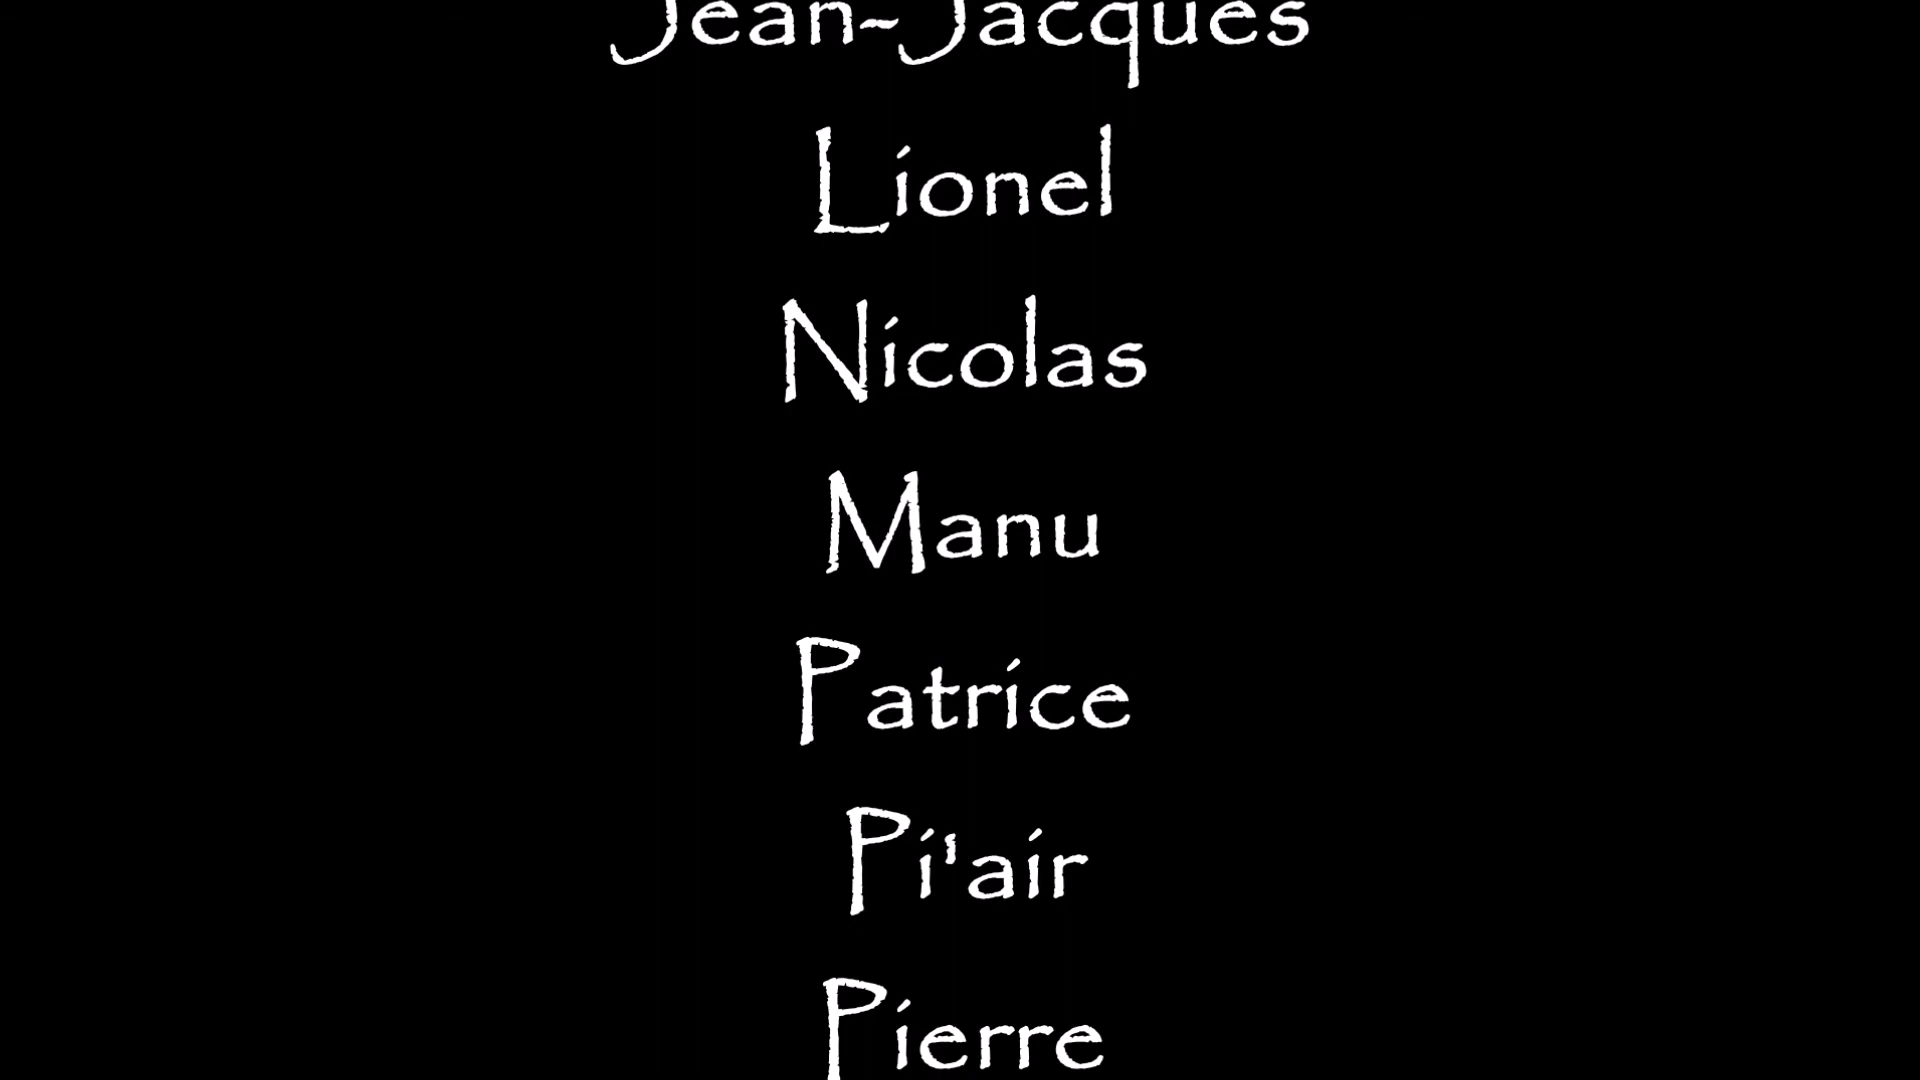 Jean-Jacques
Lionel
Nicolas
Manu
Patrice
Pi'air
Pierre